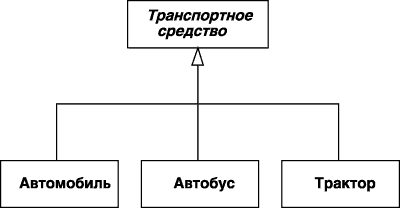 Транспортное
средство
Автомобиль
Автобус
Трактор